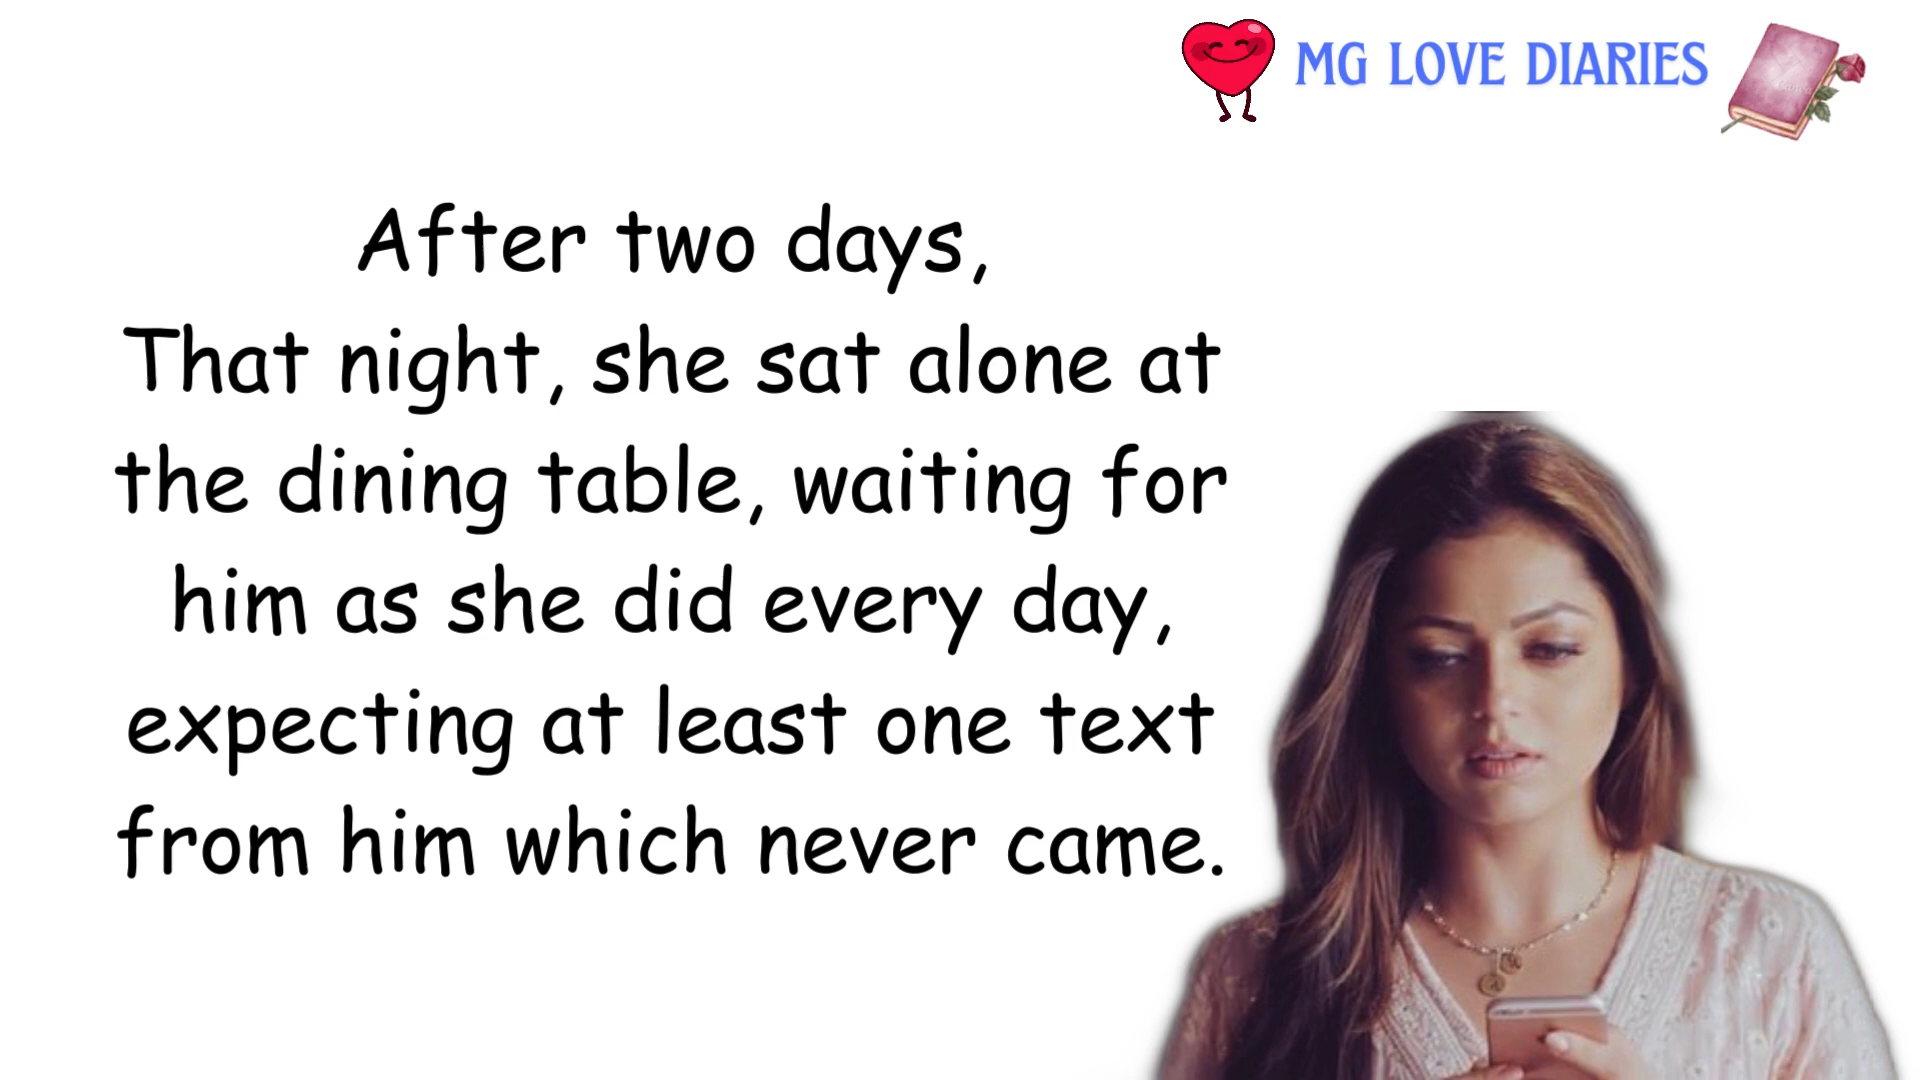 MG LOVE DIARIES
After two days,
That night, she sat alone at
the dining table, waiting for
him as she did every day,
expecting at least one text
from him which never came.